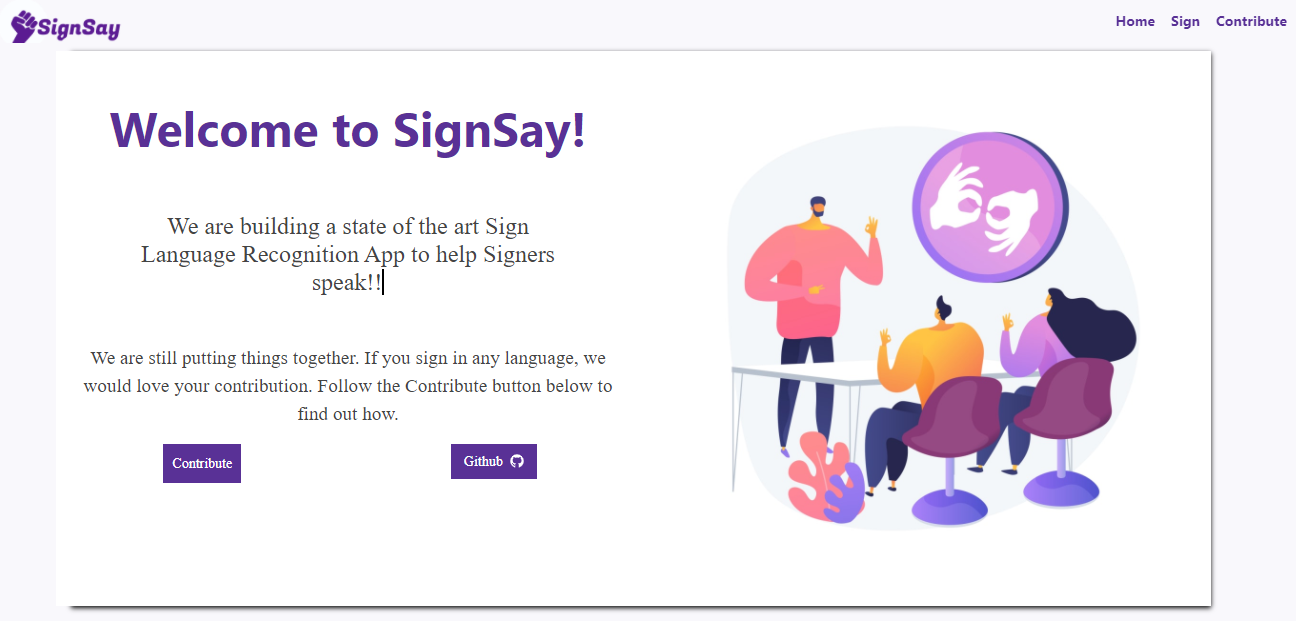 SignSay
Home Sign Contribute
Welcome to SignSay!
We are building a state of the art Sign
Language Recognition App to help Signers
speak!!
We are still putting things together. If you sign in any language, we
would love your contribution. Follow the Contribute button below to
find out how.
Contribute
Github